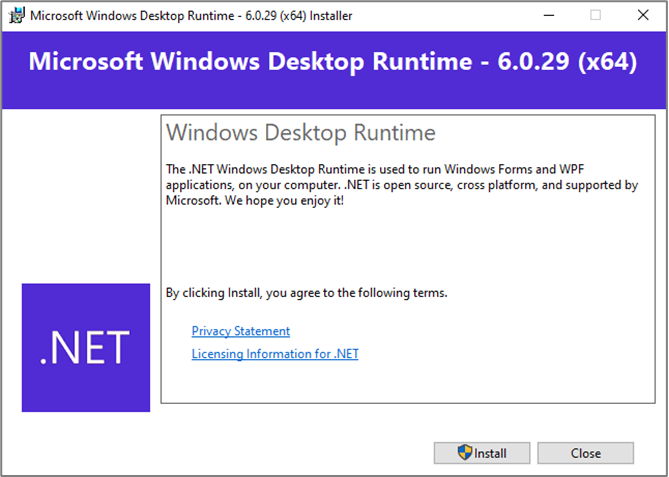 Microsoft Windows Desktop Runtime - 6.0.29 (x64) Installer
Microsoft Windows Desktop Runtime - 6.0.29 (x64)
Windows Desktop Runtime
The .NET Windows Desktop Runtime is used to run Windows Forms and WPF
applications, on your computer. .NET is open source, cross platform, and supported by
Microsoft. We hope you enjoy it!
By clicking Install, you agree to the following terms.
Privacy Statement
Licensing Information for .NET
.NET
Install
Close